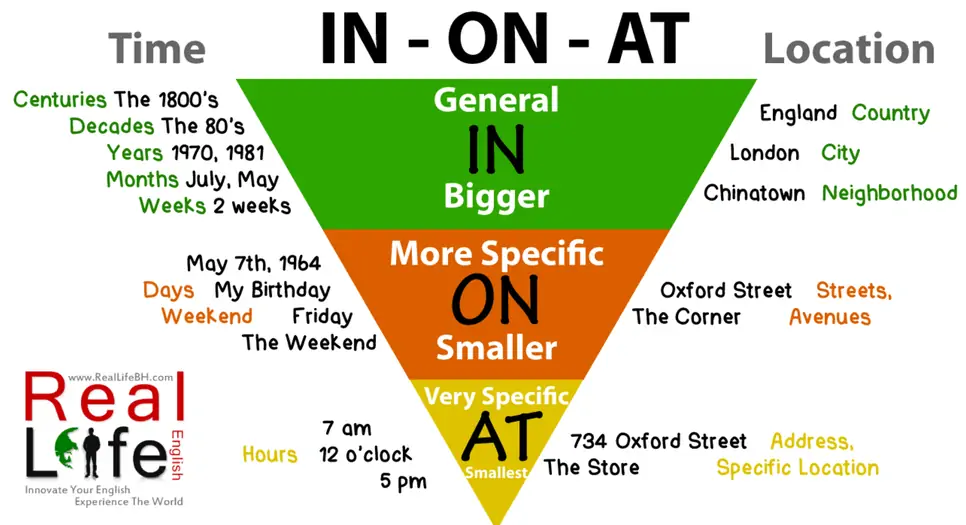 Time
IN - ON - AT
Location
Centuries The 1800's
Decades The 80's
Years 1970, 1981
Months July, May
Weeks 2 weeks
General
IN
Bigger
England Country
London City
Chinatown Neighborhood
May 7th, 1964
Days My Birthday
Weekend Friday
The Weekend
More Specific
ON
Smaller
Oxford Street Streets,
The Corner Avenues
www.RealLifeBH.com
Real
Life
English
Innovate Your English
Experience The World
7 am
Hours 12 o'clock
5 pm
Very Specific
AT
Smallest
734 Oxford Street Address,
The Store Specific Location